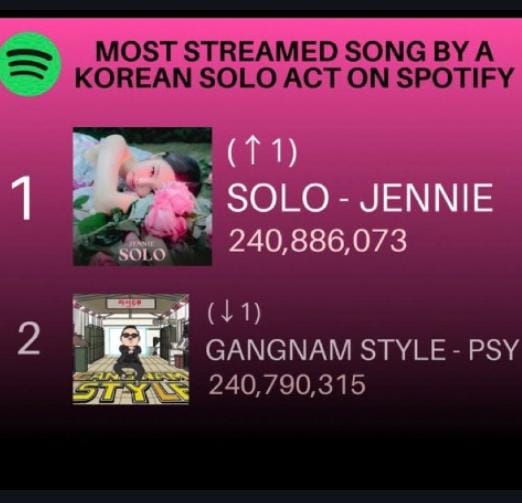 MOST STREAMED SONG BY A
KOREAN SOLO ACT ON SPOTIFY
1
(↑1)
SOLO - JENNIE
240,886,073
JENNIE
SOLO
2
(↓1)
GANGNAM STYLE - PSY
240,790,315
GANGNAM
STYLE